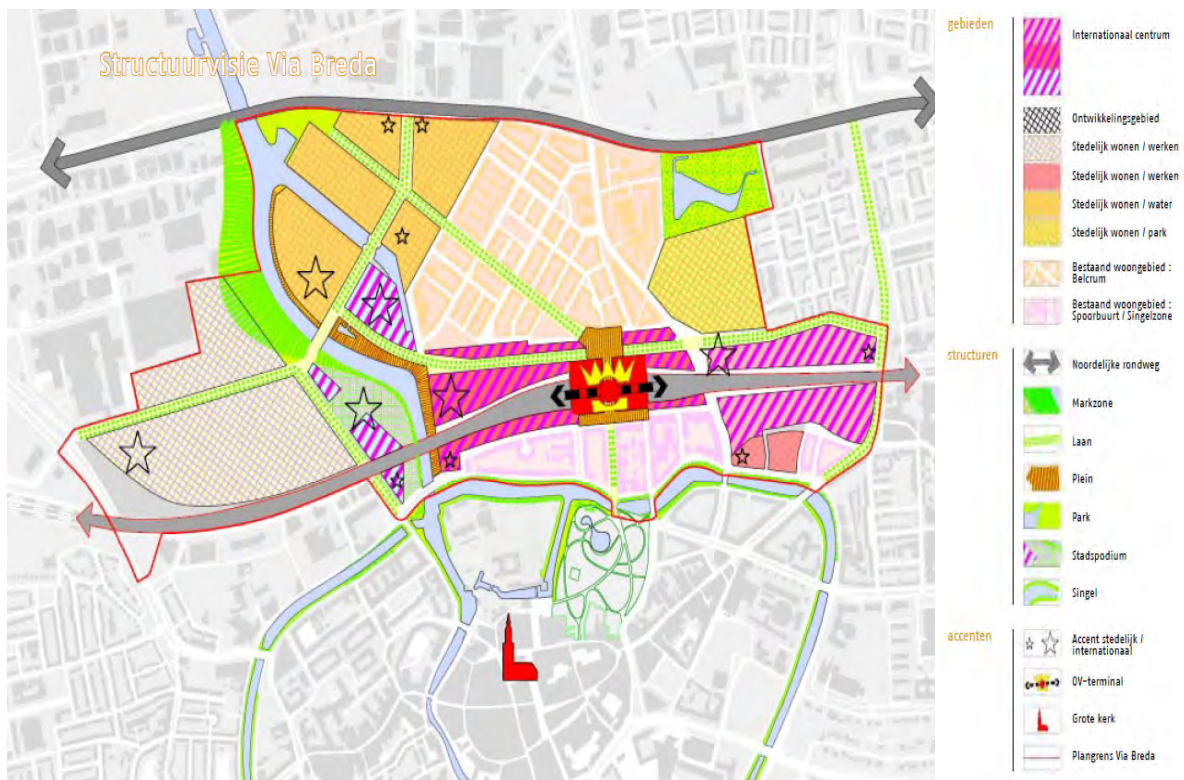 Structuurvisie Via Breda
gebieden
Internationaal centrum
Ontwikkelingsgebied
Stedelijk wonen / werken
Stedelijk wonen / werken
Stedelijk wonen / water
Stedelijk wonen / park
Bestaand woongebied :
Belcrum
Bestaand woongebied :
Spoorbuurt / Singelzone
structuren
Noordelijke rondweg
Markzone
Laan
Plein
Park
Stadspodium
Singel
accenten
Accent stedelijk /
internationaal
OV-terminal
Grote kerk
Plangrens Via Breda